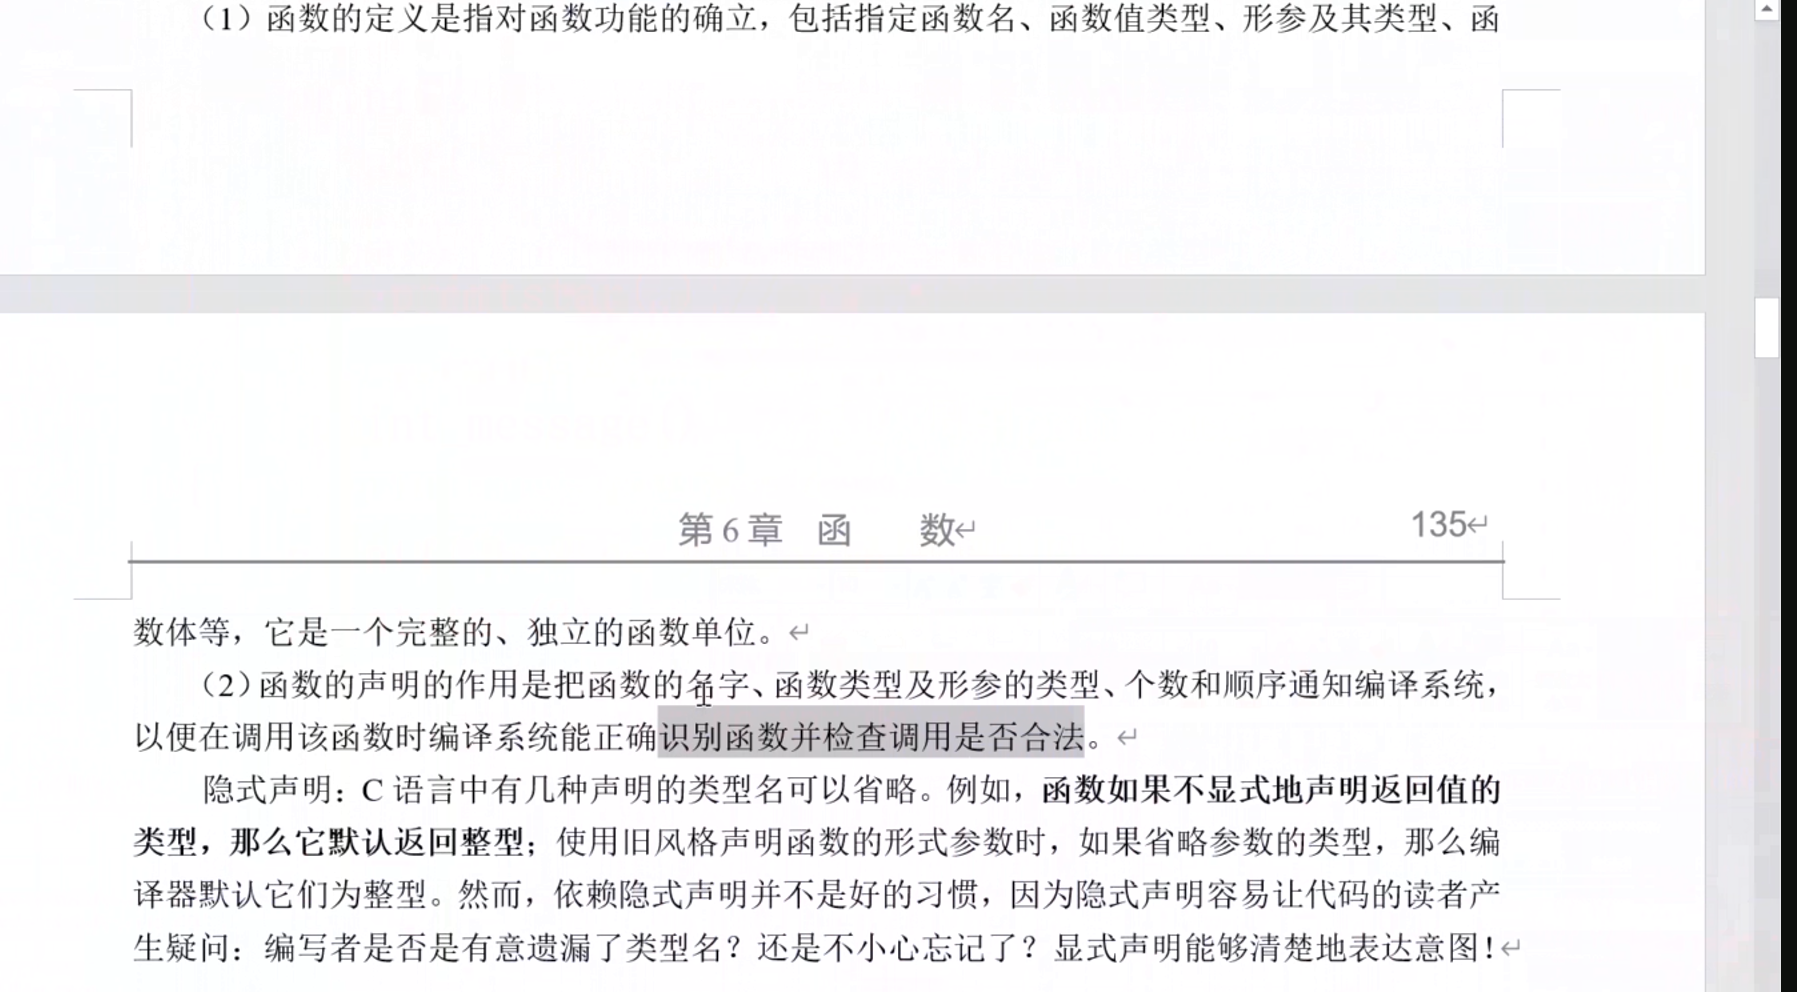 （1）函数的定义是指对函数功能的确立，包括指定函数名、函数值类型、形参及其类型、函
第 6 章 函 数
135
数体等，它是一个完整的、独立的函数单位。
（2）函数的声明的作用是把函数的名字、函数类型及形参的类型、个数和顺序通知编译系统，
以便在调用该函数时编译系统能正确识别函数并检查调用是否合法。
隐式声明：C 语言中有几种声明的类型名可以省略。例如，函数如果不显式地声明返回值的
类型，那么它默认返回整型；使用旧风格声明函数的形式参数时，如果省略参数的类型，那么编
译器默认它们为整型。然而，依赖隐式声明并不是好的习惯，因为隐式声明容易让代码的读者产
生疑问：编写者是否是有意遗漏了类型名？还是不小心忘记了？显式声明能够清楚地表达意图！